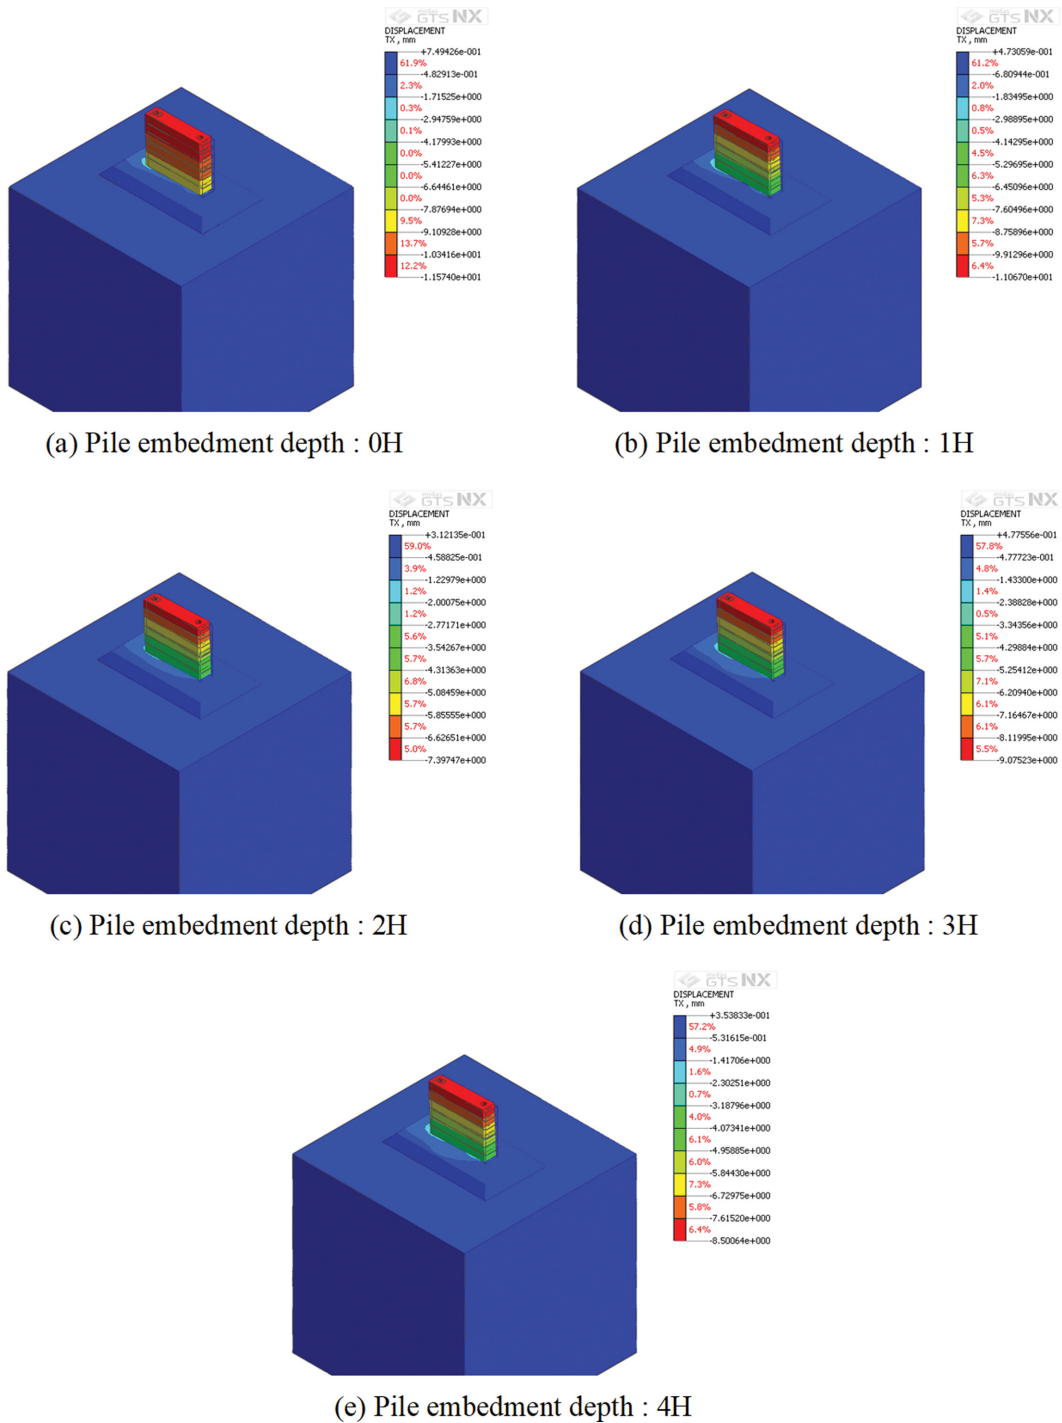 GTS NX
DISPLACEMENT
TX , mm
+7.49426e-001
61.9%
-4.82913e-001
2.3%
-1.71525e+000
0.3%
-2.94759e+000
0.1%
-4.17993e+000
0.0%
-5.41227e+000
0.0%
-6.64461e+000
0.0%
-7.87694e+000
9.5%
-9.10928e+000
13.7%
-1.03416e+001
12.2%
-1.15740e+001
(a) Pile embedment depth : 0H
GTS NX
DISPLACEMENT
TX , mm
+4.73059e-001
61.2%
-6.80944e-001
2.0%
-1.83495e+000
0.8%
-2.98895e+000
0.5%
-4.14295e+000
4.5%
-5.29695e+000
6.3%
-6.45096e+000
5.3%
-7.60496e+000
7.3%
-8.75896e+000
5.7%
-9.91296e+000
6.4%
-1.10670e+001
(b) Pile embedment depth : 1H
GTS NX
DISPLACEMENT
TX , mm
+3.12135e-001
59.0%
-4.58825e-001
3.9%
-1.22979e+000
1.2%
-2.00075e+000
1.2%
-2.77171e+000
5.6%
-3.54267e+000
5.7%
-4.31363e+000
6.8%
-5.08459e+000
5.7%
-5.85555e+000
5.7%
-6.62651e+000
5.0%
-7.39747e+000
(c) Pile embedment depth : 2H
GTS NX
DISPLACEMENT
TX , mm
+4.77556e-001
57.8%
-4.77723e-001
4.8%
-1.43300e+000
1.4%
-2.38828e+000
0.5%
-3.34356e+000
5.1%
-4.29884e+000
5.7%
-5.25412e+000
7.1%
-6.20940e+000
6.1%
-7.16467e+000
6.1%
-8.11995e+000
5.5%
-9.07523e+000
(d) Pile embedment depth : 3H
GTS NX
DISPLACEMENT
TX , mm
+3.53833e-001
57.2%
-5.31615e-001
4.9%
-1.41706e+000
1.6%
-2.30251e+000
0.7%
-3.18796e+000
4.0%
-4.07341e+000
6.1%
-4.95885e+000
6.0%
-5.84430e+000
7.3%
-6.72975e+000
5.8%
-7.61520e+000
6.4%
-8.50064e+000
(e) Pile embedment depth : 4H